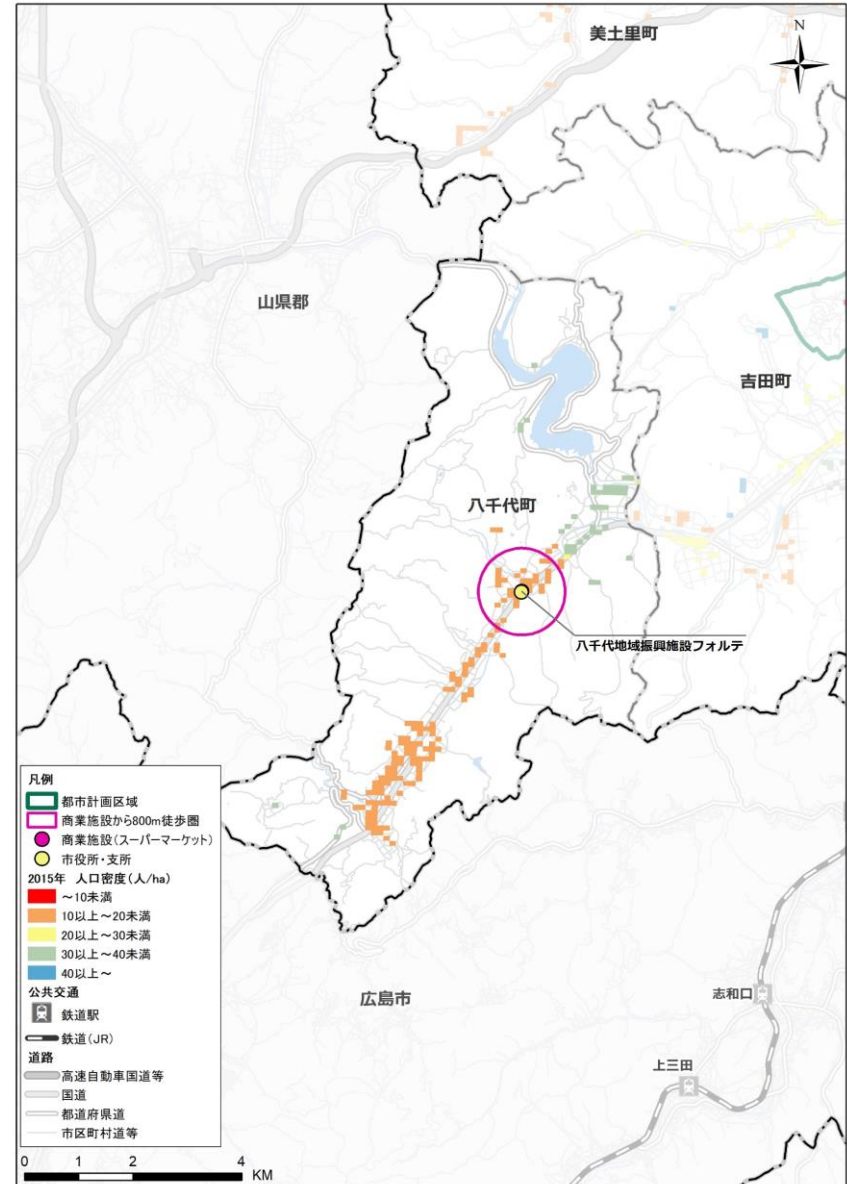 美土里町
N
山県郡
吉田町
八千代町
八千代地域振興施設フォルテ
凡例
都市計画区域
商業施設から800m徒歩圏
商業施設(スーパーマーケット)
市役所・支所
2015年 人口密度(人/ha)
～10未満
10以上～20未満
20以上～30未満
30以上～40未満
40以上～
公共交通
鉄道駅
鉄道(JR)
道路
高速自動車国道等
国道
都道府県道
市区町村道等
広島市
志和口
上三田
0 1 2 4
KM